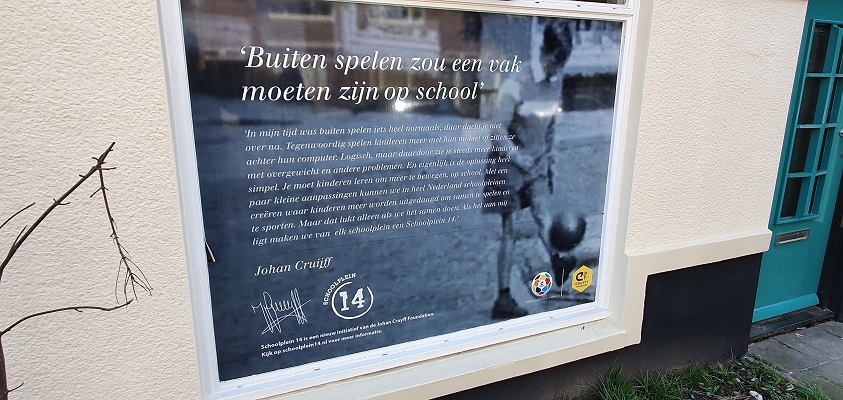 ‘Buiten spelen zou een vak
moeten zijn op school’
‘In mijn tijd was buiten spelen iets heel normaals, daar dacht je niet
over na. Tegenwoordig spelen kinderen meer met hun mobiel of zitten ze
achter hun computer. Logisch, maar daardoor zie je steeds meer kinderen
met overgewicht en andere problemen. En eigenlijk is de oplossing heel
simpel. Je moet kinderen leren om meer te bewegen, op school. Met een
paar kleine aanpassingen kunnen we in heel Nederland schoolpleinen
creëren waar kinderen meer worden uitgedaagd om samen te spelen en
te sporten. Maar dat lukt alleen als we het samen doen. Als het aan mij
ligt maken we van elk schoolplein een Schoolplein 14.’
Johan Cruijff
SCHOOLPLEIN
14
Schoolplein 14 is een nieuw initiatief van de Johan Cruyff Foundation.
Kijk op schoolplein14.nl voor meer informatie.